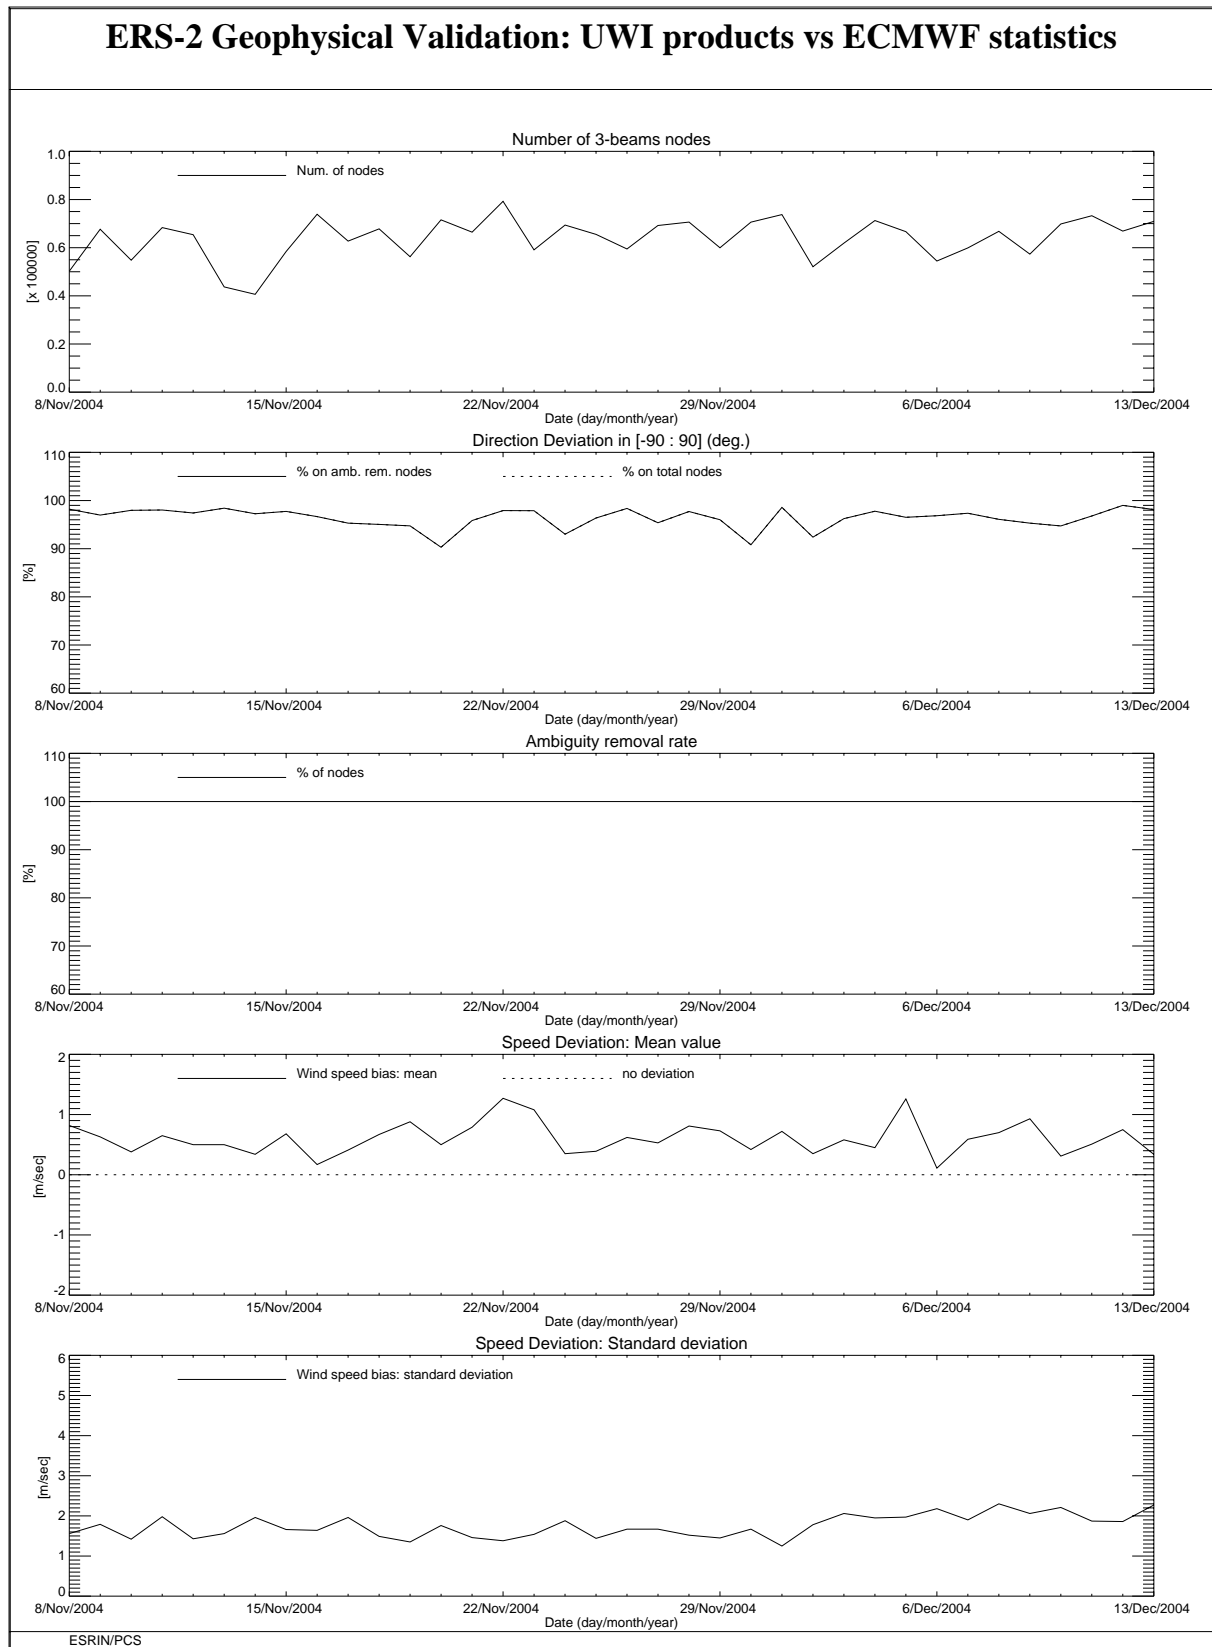 ERS-2 Geophysical Validation: UWI products vs ECMWF statistics
Number of 3-beams nodes
Num. of nodes
1.0
0.8
0.6
0.4
0.2
0.0
[x 100000]
8/Nov/2004 15/Nov/2004 22/Nov/2004 29/Nov/2004 6/Dec/2004 13/Dec/2004
Date (day/month/year)
Direction Deviation in [-90 : 90] (deg.)
% on amb. rem. nodes % on total nodes
110
100
90
80
70
60
[%]
8/Nov/2004 15/Nov/2004 22/Nov/2004 29/Nov/2004 6/Dec/2004 13/Dec/2004
Date (day/month/year)
Ambiguity removal rate
% of nodes
110
100
90
80
70
60
[%]
8/Nov/2004 15/Nov/2004 22/Nov/2004 29/Nov/2004 6/Dec/2004 13/Dec/2004
Date (day/month/year)
Speed Deviation: Mean value
Wind speed bias: mean no deviation
2
1
0
-1
-2
[m/sec]
8/Nov/2004 15/Nov/2004 22/Nov/2004 29/Nov/2004 6/Dec/2004 13/Dec/2004
Date (day/month/year)
Speed Deviation: Standard deviation
Wind speed bias: standard deviation
6
5
4
3
2
1
0
[m/sec]
8/Nov/2004 15/Nov/2004 22/Nov/2004 29/Nov/2004 6/Dec/2004 13/Dec/2004
Date (day/month/year)
ESRIN/PCS